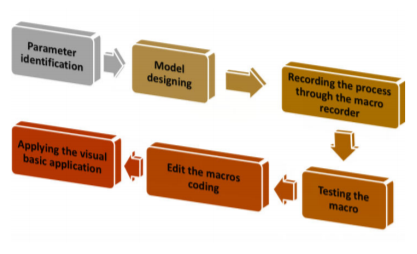 Parameter
identification
Model
designing
Recording the process
through the macro
recorder
Testing the
macro
Edit the macros
coding
Applying the visual
basic application